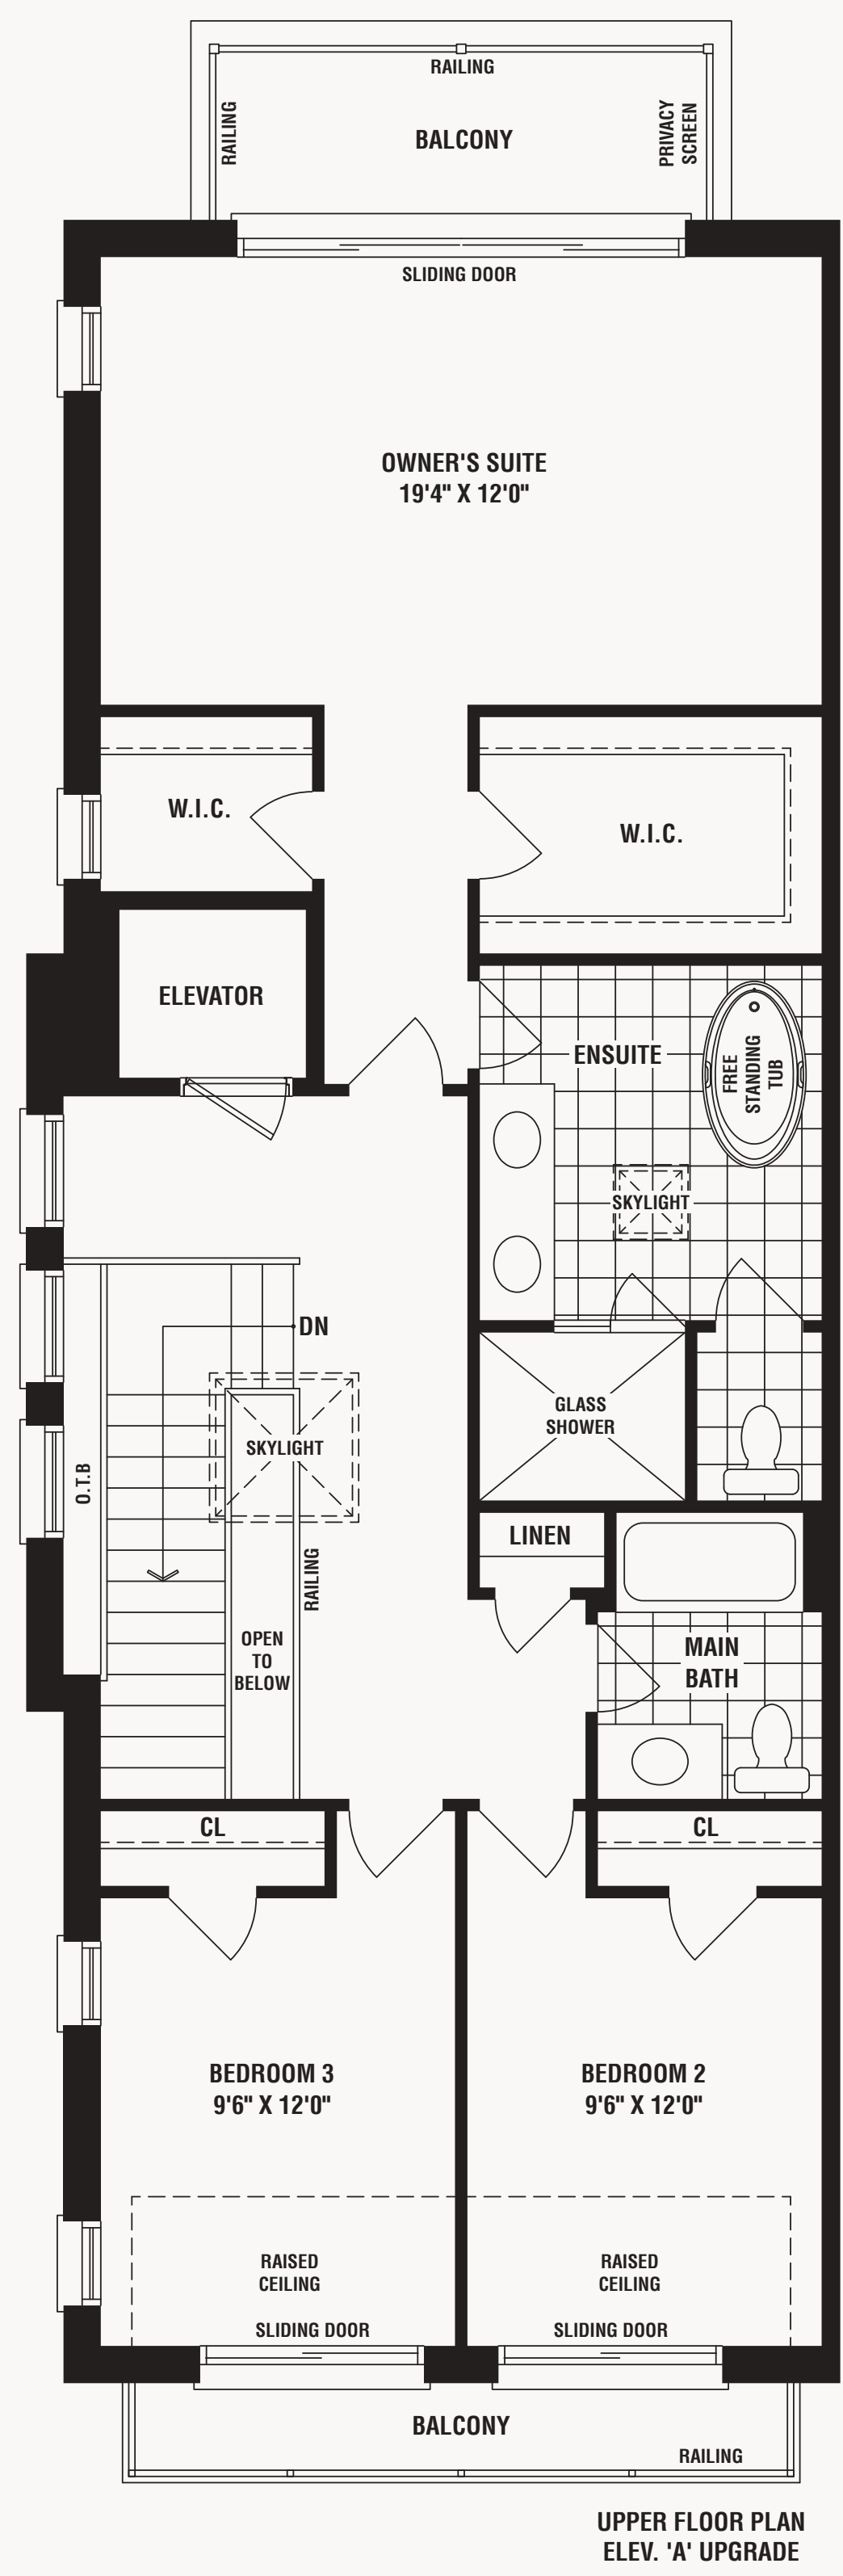 RAILING
RAILING
BALCONY
PRIVACY
SCREEN
SLIDING DOOR
OWNER'S SUITE
19'4" X 12'0"
W.I.C.
W.I.C.
ELEVATOR
ENSUITE
FREE
STANDING
TUB
SKYLIGHT
DN
GLASS
SHOWER
SKYLIGHT
O.T.B
LINEN
RAILING
OPEN
TO
BELOW
MAIN
BATH
CL
CL
BEDROOM 3
9'6" X 12'0"
BEDROOM 2
9'6" X 12'0"
RAISED
CEILING
RAISED
CEILING
SLIDING DOOR
SLIDING DOOR
BALCONY
RAILING
UPPER FLOOR PLAN
ELEV. 'A' UPGRADE